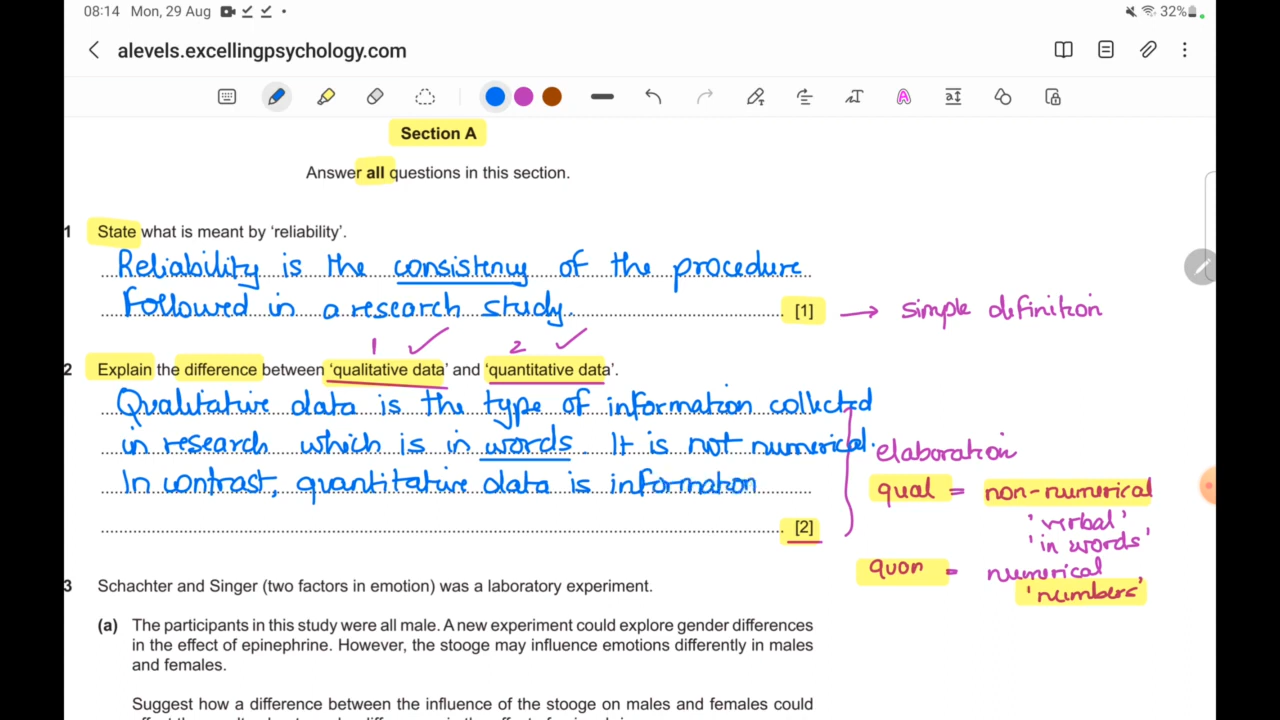 08:14 Mon, 29 Aug
32%
alevels.excellingpsychology.com
Section A
Answer all questions in this section.
1 State what is meant by ‘reliability’.
Reliability is the consistency of the procedure
followed in a research study. [1] → simple definition
1 ✓ 2 ✓
2 Explain the difference between ‘qualitative data’ and ‘quantitative data’.
Qualitative data is the type of information collected
in research which is in words. It is not numerical.
elaboration
In contrast, quantitative data is information
qual = non-numerical
'verbal'
[2]
'in words'
quan = numerical
'numbers'
3 Schachter and Singer (two factors in emotion) was a laboratory experiment.
(a) The participants in this study were all male. A new experiment could explore gender differences
in the effect of epinephrine. However, the stooge may influence emotions differently in males
and females.
Suggest how a difference between the influence of the stooge on males and females could